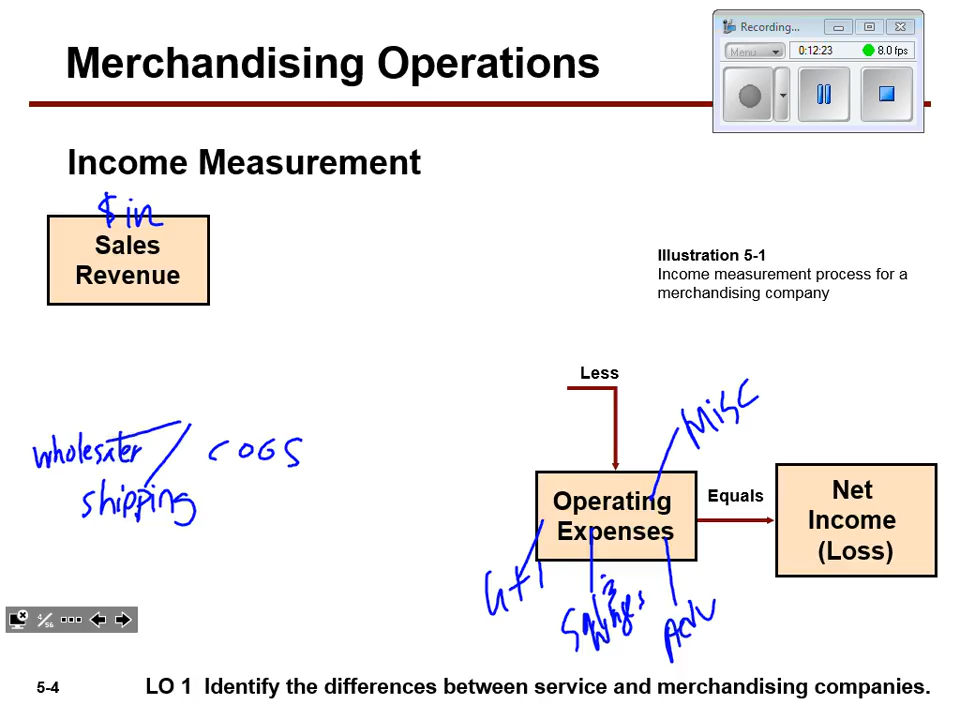 Merchandising Operations
Recording...
Menu
0:12:23
8.0 fps
Income Measurement
$ in
Sales
Revenue
Illustration 5-1
Income measurement process for a
merchandising company
Less
Misc
wholesaler / COGS
shipping
Operating
Expenses
Equals
Net
Income
(Loss)
Adv
4/56
5-4
LO 1 Identify the differences between service and merchandising companies.